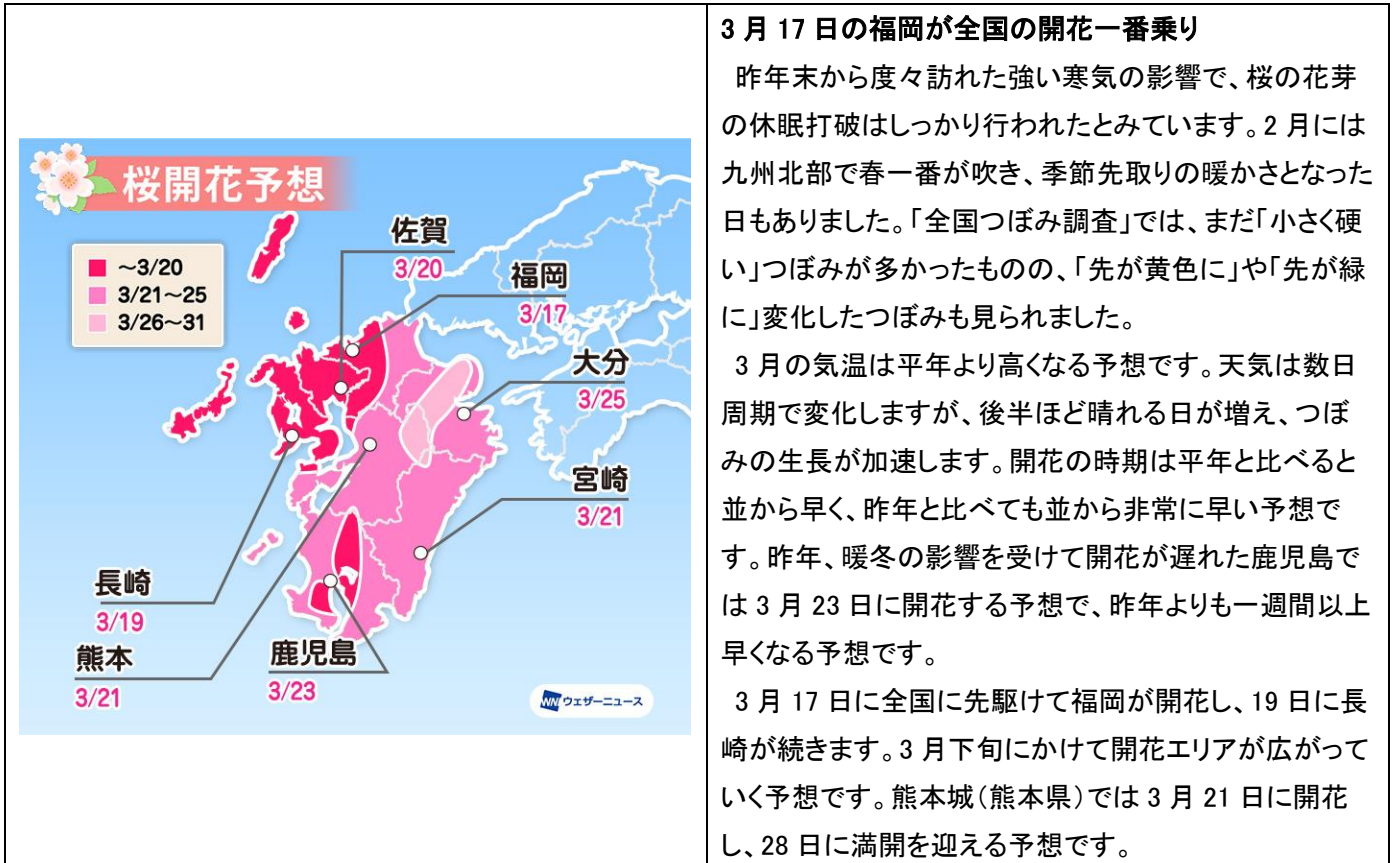 桜開花予想
~3/20
3/21~25
3/26~31
佐賀
3/20
福岡
3/17
大分
3/25
宮崎
3/21
長崎
3/19
熊本
3/21
鹿児島
3/23
ウェザーニュース
3 月 17 日の福岡が全国の開花一番乗り
昨年末から度々訪れた強い寒気の影響で、桜の花芽
の休眠打破はしっかり行われたとみています。2 月には
九州北部で春一番が吹き、季節先取りの暖かさとなった
日もありました。「全国つぼみ調査」では、まだ「小さく硬
い」つぼみが多かったものの、「先が黄色に」や「先が緑
に」変化したつぼみも見られました。
3 月の気温は平年より高くなる予想です。天気は数日
周期で変化しますが、後半ほど晴れる日が増え、つぼ
みの生長が加速します。開花の時期は平年と比べると
並から早く、昨年と比べても並から非常に早い予想で
す。昨年、暖冬の影響を受けて開花が遅れた鹿児島で
は 3 月 23 日に開花する予想で、昨年よりも一週間以上
早くなる予想です。
3 月 17 日に全国に先駆けて福岡が開花し、19 日に長
崎が続きます。3 月下旬にかけて開花エリアが広がって
いく予想です。熊本城(熊本県)では 3 月 21 日に開花
し、28 日に満開を迎える予想です。